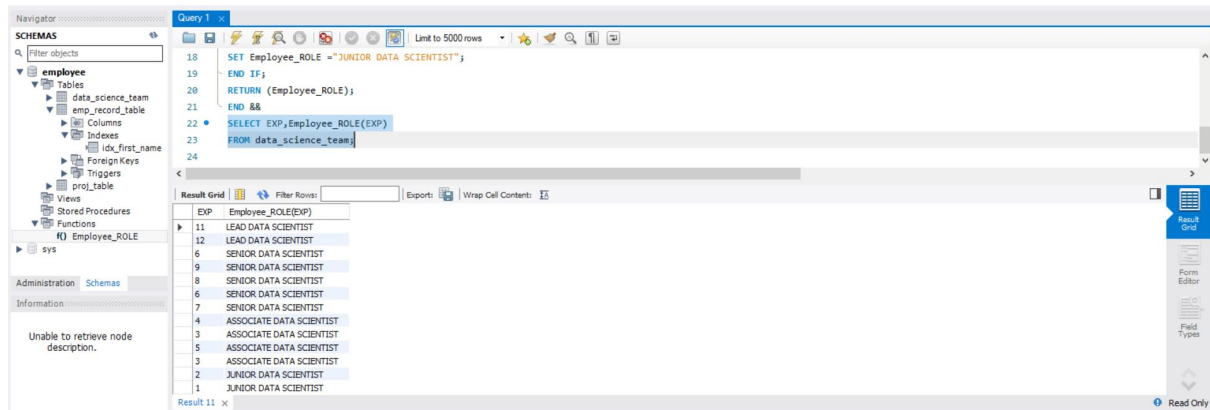 Navigator
SCHEMAS
Filter objects
employee
Tables
data_science_team
emp_record_table
Columns
Indexes
idx_first_name
Foreign Keys
Triggers
proj_table
Views
Stored Procedures
Functions
f() Employee_ROLE
sys
Administration Schemas
Information
Unable to retrieve node
description.
Query 1
Limit to 5000 rows
18 SET Employee_ROLE ="JUNIOR DATA SCIENTIST";
19 END IF;
20 RETURN (Employee_ROLE);
21 END &&
22 SELECT EXP,Employee_ROLE(EXP)
23 FROM data_science_team;
24
Result Grid Filter Rows: Export: Wrap Cell Content:
EXP Employee_ROLE(EXP)
11 LEAD DATA SCIENTIST
12 LEAD DATA SCIENTIST
6 SENIOR DATA SCIENTIST
9 SENIOR DATA SCIENTIST
8 SENIOR DATA SCIENTIST
6 SENIOR DATA SCIENTIST
7 SENIOR DATA SCIENTIST
4 ASSOCIATE DATA SCIENTIST
3 ASSOCIATE DATA SCIENTIST
5 ASSOCIATE DATA SCIENTIST
3 ASSOCIATE DATA SCIENTIST
2 JUNIOR DATA SCIENTIST
1 JUNIOR DATA SCIENTIST
Result 11
Result
Grid
Form
Editor
Field
Types
Read Only